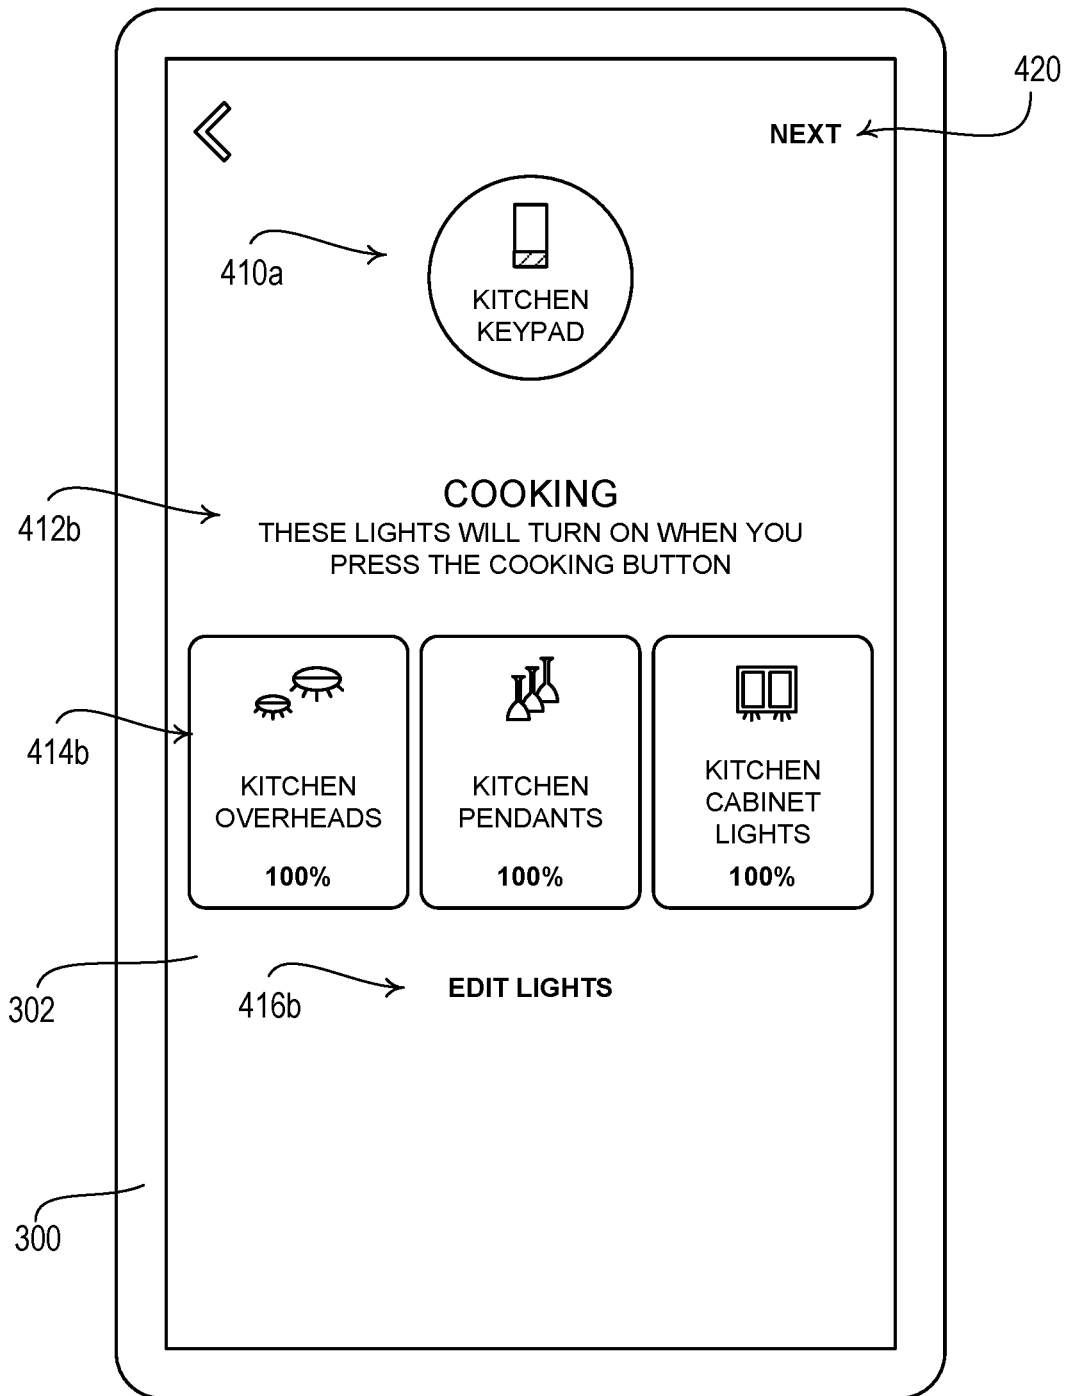 420
NEXT
410a
KITCHEN
KEYPAD
412b
COOKING
THESE LIGHTS WILL TURN ON WHEN YOU
PRESS THE COOKING BUTTON
414b
KITCHEN
OVERHEADS
100%
KITCHEN
PENDANTS
100%
KITCHEN
CABINET
LIGHTS
100%
302
416b
EDIT LIGHTS
300